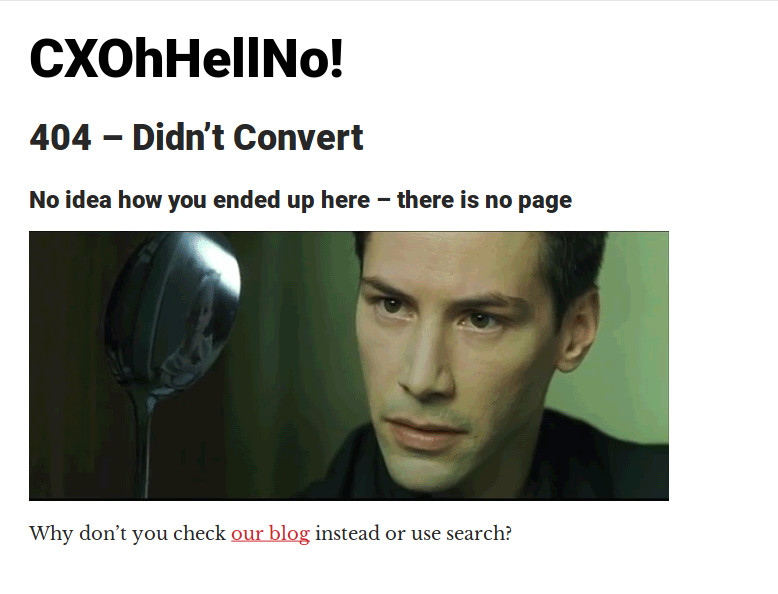 CXOhHellNo!
404 – Didn’t Convert
No idea how you ended up here – there is no page
Why don’t you check our blog instead or use search?